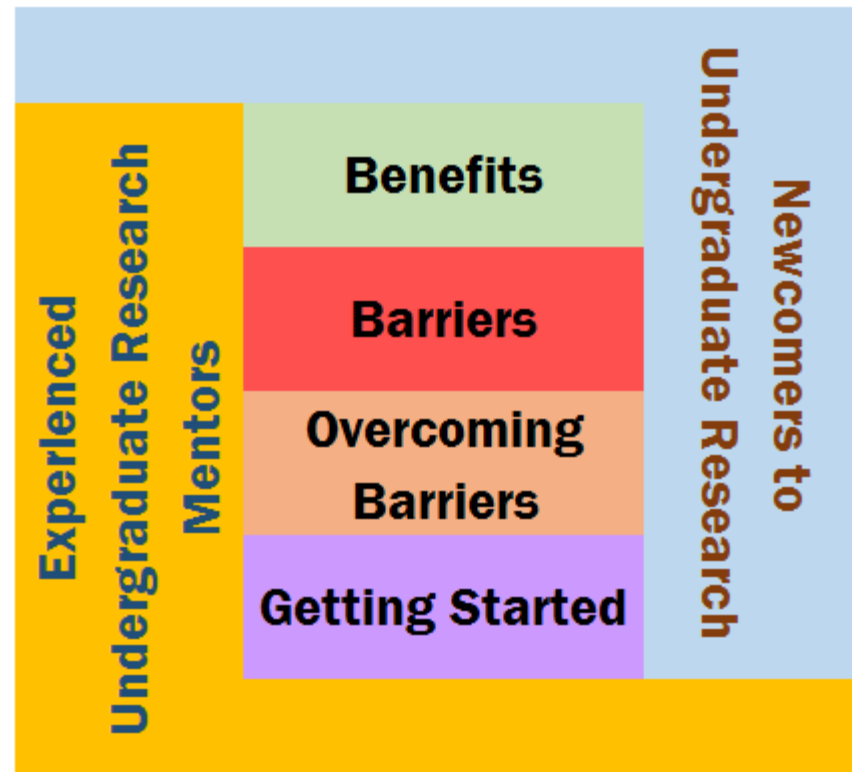 Experienced
Undergraduate Research
Mentors
Benefits
Barriers
Overcoming
Barriers
Getting Started
Newcomers to
Undergraduate Research